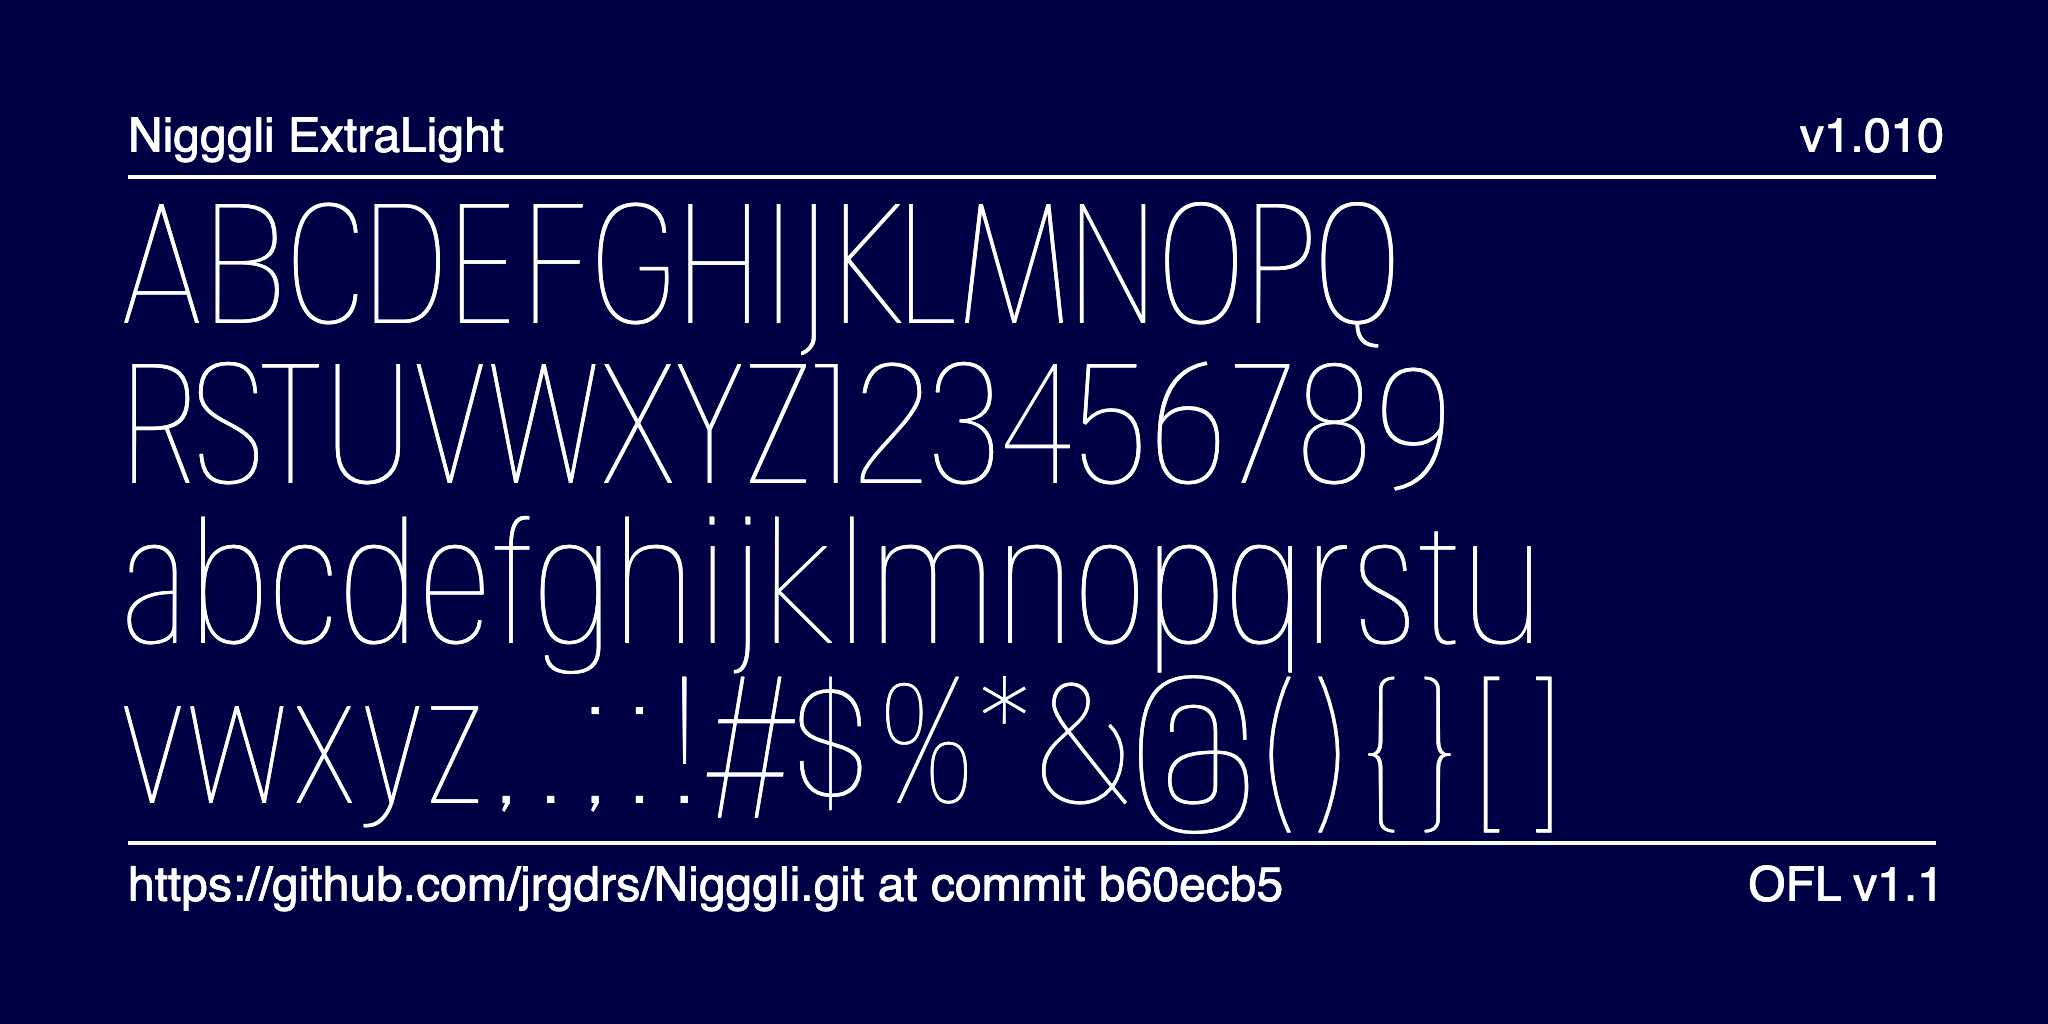 Nigggli ExtraLight v1.010
ABCDEFGHIJKLMNOPQ
RSTUVWXYZ123456789
abcdefghijklmnopqrstu
vwxyz,.;:!#$%*&@(){}[]
https://github.com/jrgdrs/Nigggli.git at commit b60ecb5 OFL v1.1